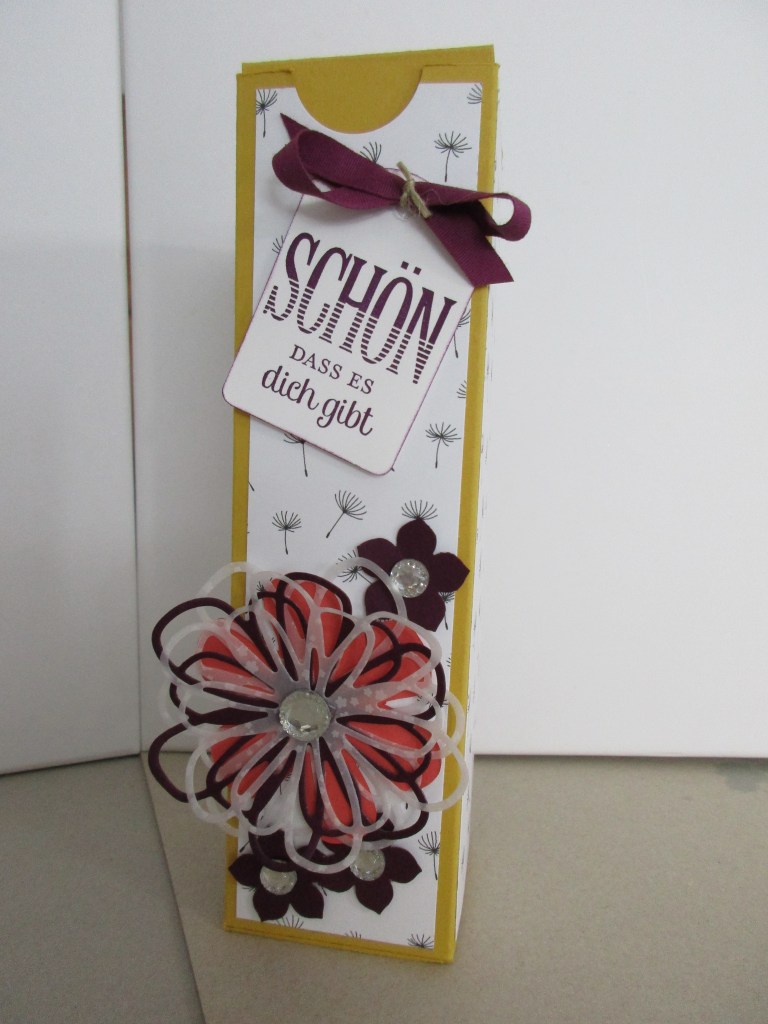 SCHÖN
DASS ES
dich gibt